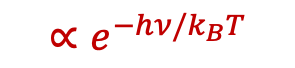 ∝ e^{-hν/k_BT}